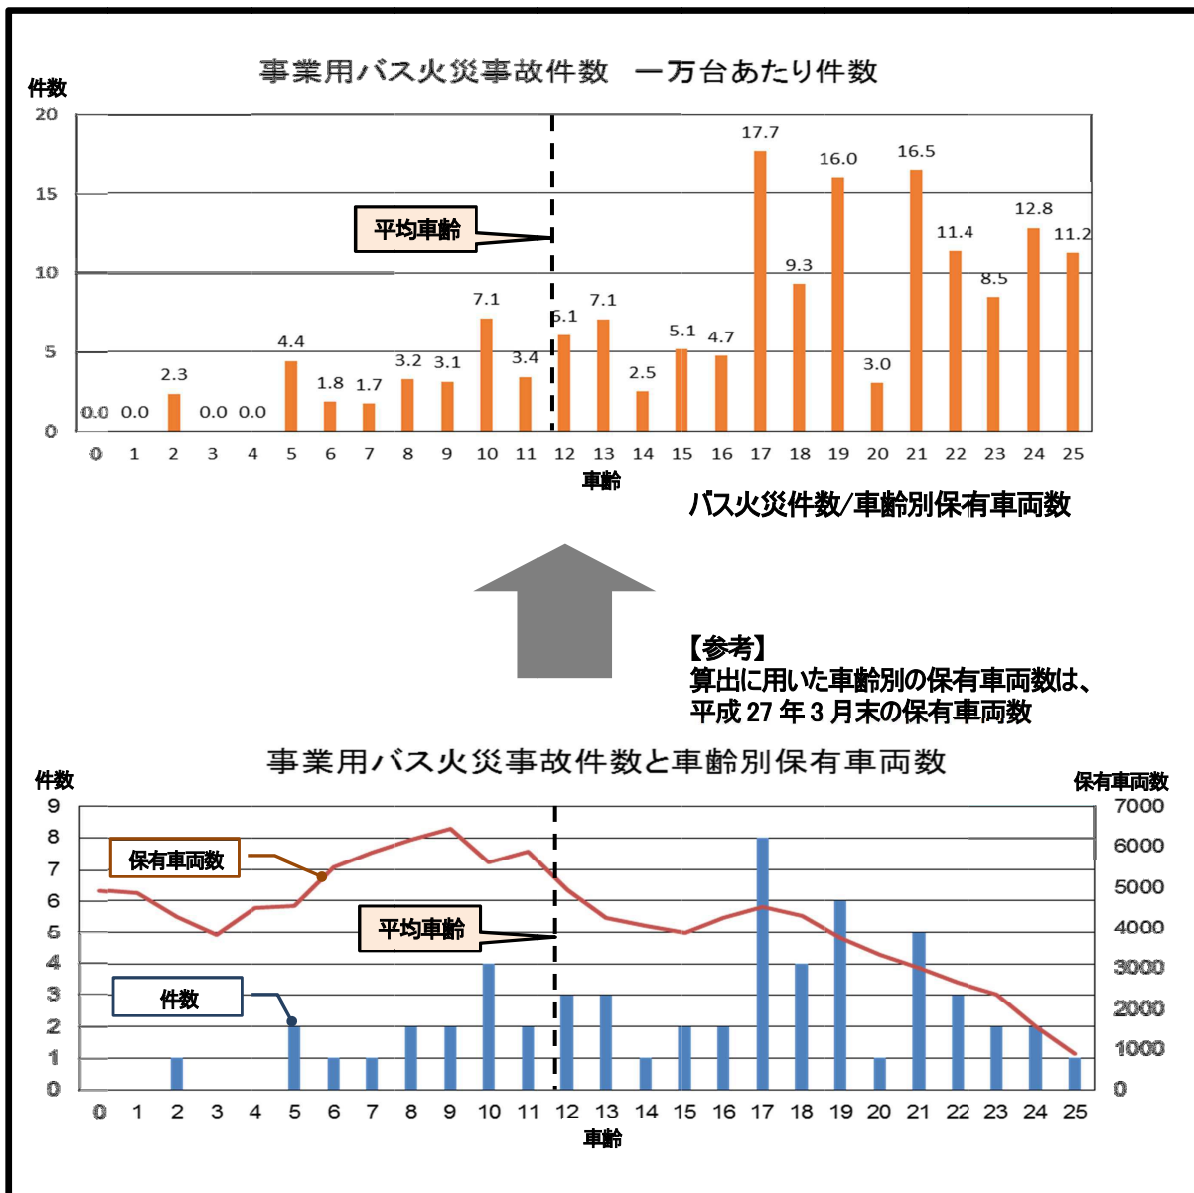 事業用バス火災事故件数　一万台あたり件数
件数
20
15
10
5
0
平均車齢
0.0 0.0 2.3 0.0 0.0 4.4 1.8 1.7 3.2 3.1 7.1 3.4 6.1 7.1 2.5 5.1 4.7 17.7 9.3 16.0 3.0 16.5 11.4 8.5 12.8 11.2
0 1 2 3 4 5 6 7 8 9 10 11 12 13 14 15 16 17 18 19 20 21 22 23 24 25
車齢
バス火災件数/車齢別保有車両数
【参考】
算出に用いた車齢別の保有車両数は、
平成 27 年 3 月末の保有車両数
事業用バス火災事故件数と車齢別保有車両数
件数
保有車両数
9
8
7
6
5
4
3
2
1
0
7000
6000
5000
4000
3000
2000
1000
0
保有車両数
平均車齢
件数
0 1 2 3 4 5 6 7 8 9 10 11 12 13 14 15 16 17 18 19 20 21 22 23 24 25
車齢